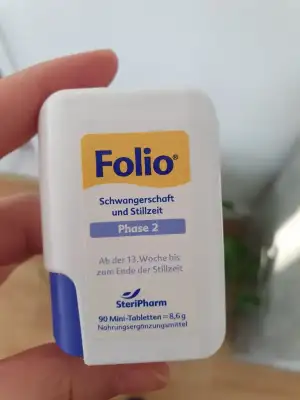 Folio®
Schwangerschaft
und Stillzeit
Phase 2
Ab der 13. Woche bis
zum Ende der Stillzeit
SteriPharm
90 Mini-Tabletten = 8,6 g
Nahrungsergänzungsmittel